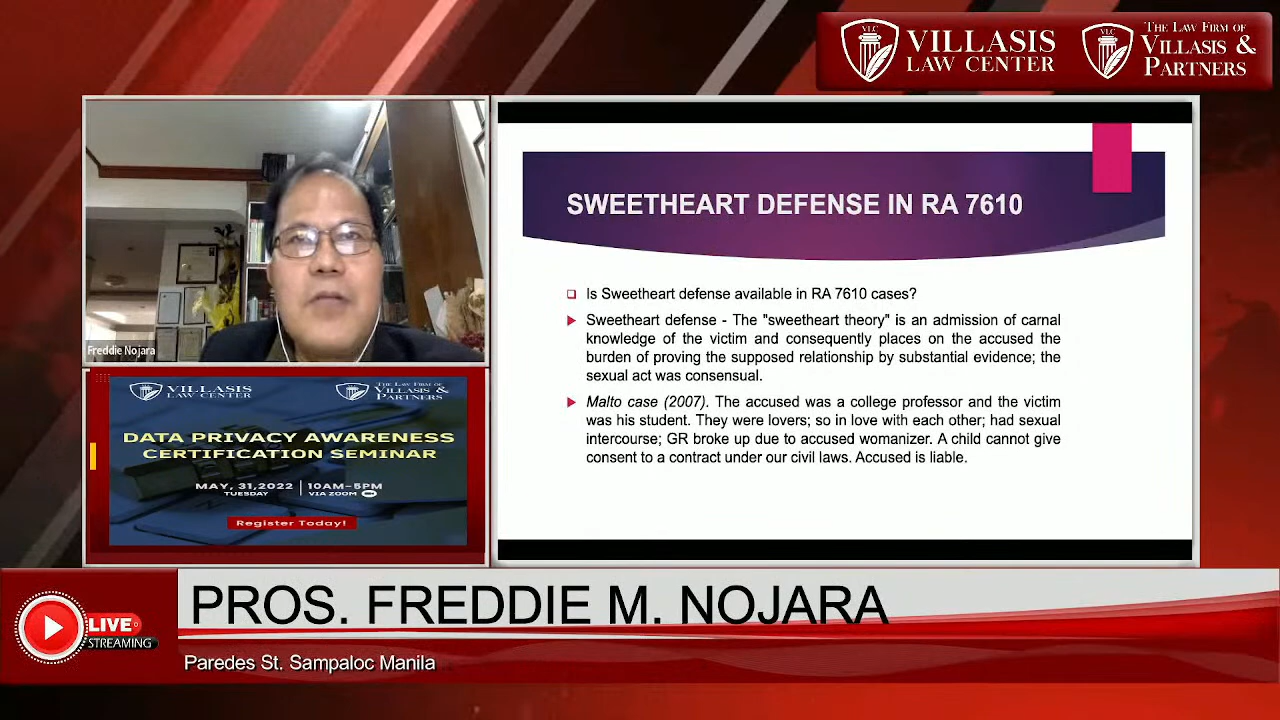 VLC
VILLASIS
LAW CENTER
VLC
THE LAW FIRM OF
VILLASIS &
PARTNERS
Freddie Nojara
SWEETHEART DEFENSE IN RA 7610
Is Sweetheart defense available in RA 7610 cases?
Sweetheart defense - The "sweetheart theory" is an admission of carnal
knowledge of the victim and consequently places on the accused the
burden of proving the supposed relationship by substantial evidence; the
sexual act was consensual.
Malto case (2007). The accused was a college professor and the victim
was his student. They were lovers; so in love with each other; had sexual
intercourse; GR broke up due to accused womanizer. A child cannot give
consent to a contract under our civil laws. Accused is liable.
VILLASIS
LAW CENTER
THE LAW FIRM OF
VILLASIS &
PARTNERS
DATA PRIVACY AWARENESS
CERTIFICATION SEMINAR
MAY, 31,2022
TUESDAY
10AM-5PM
VIA ZOOM
Register Today!
LIVE
STREAMING
PROS. FREDDIE M. NOJARA
Paredes St. Sampaloc Manila